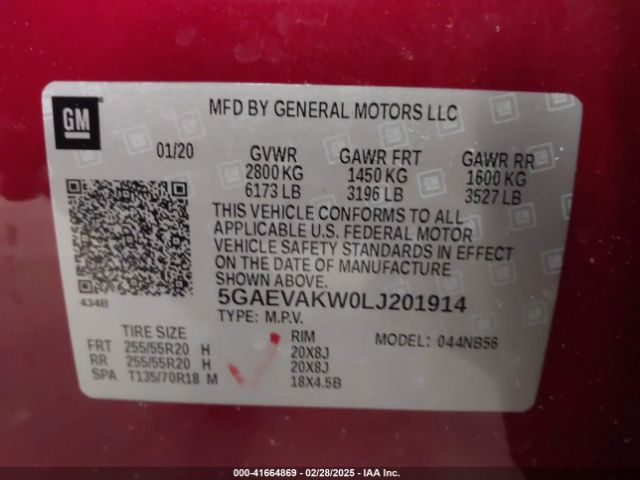 GM
MFD BY GENERAL MOTORS LLC
01/20 GVWR GAWR FRT GAWR RR
2800 KG 1450 KG 1600 KG
6173 LB 3196 LB 3527 LB
THIS VEHICLE CONFORMS TO ALL
APPLICABLE U.S. FEDERAL MOTOR
VEHICLE SAFETY STANDARDS IN EFFECT
ON THE DATE OF MANUFACTURE
SHOWN ABOVE.
434B
5GAEVAKW0LJ201914
TYPE: M.P.V.
TIRE SIZE RIM MODEL: 044NB56
FRT 255/55R20 H 20X8J
RR 255/55R20 H 20X8J
SPA T135/70R18 M 18X4.5B
000-41664869 | 02/28/2025 - IAA LLC